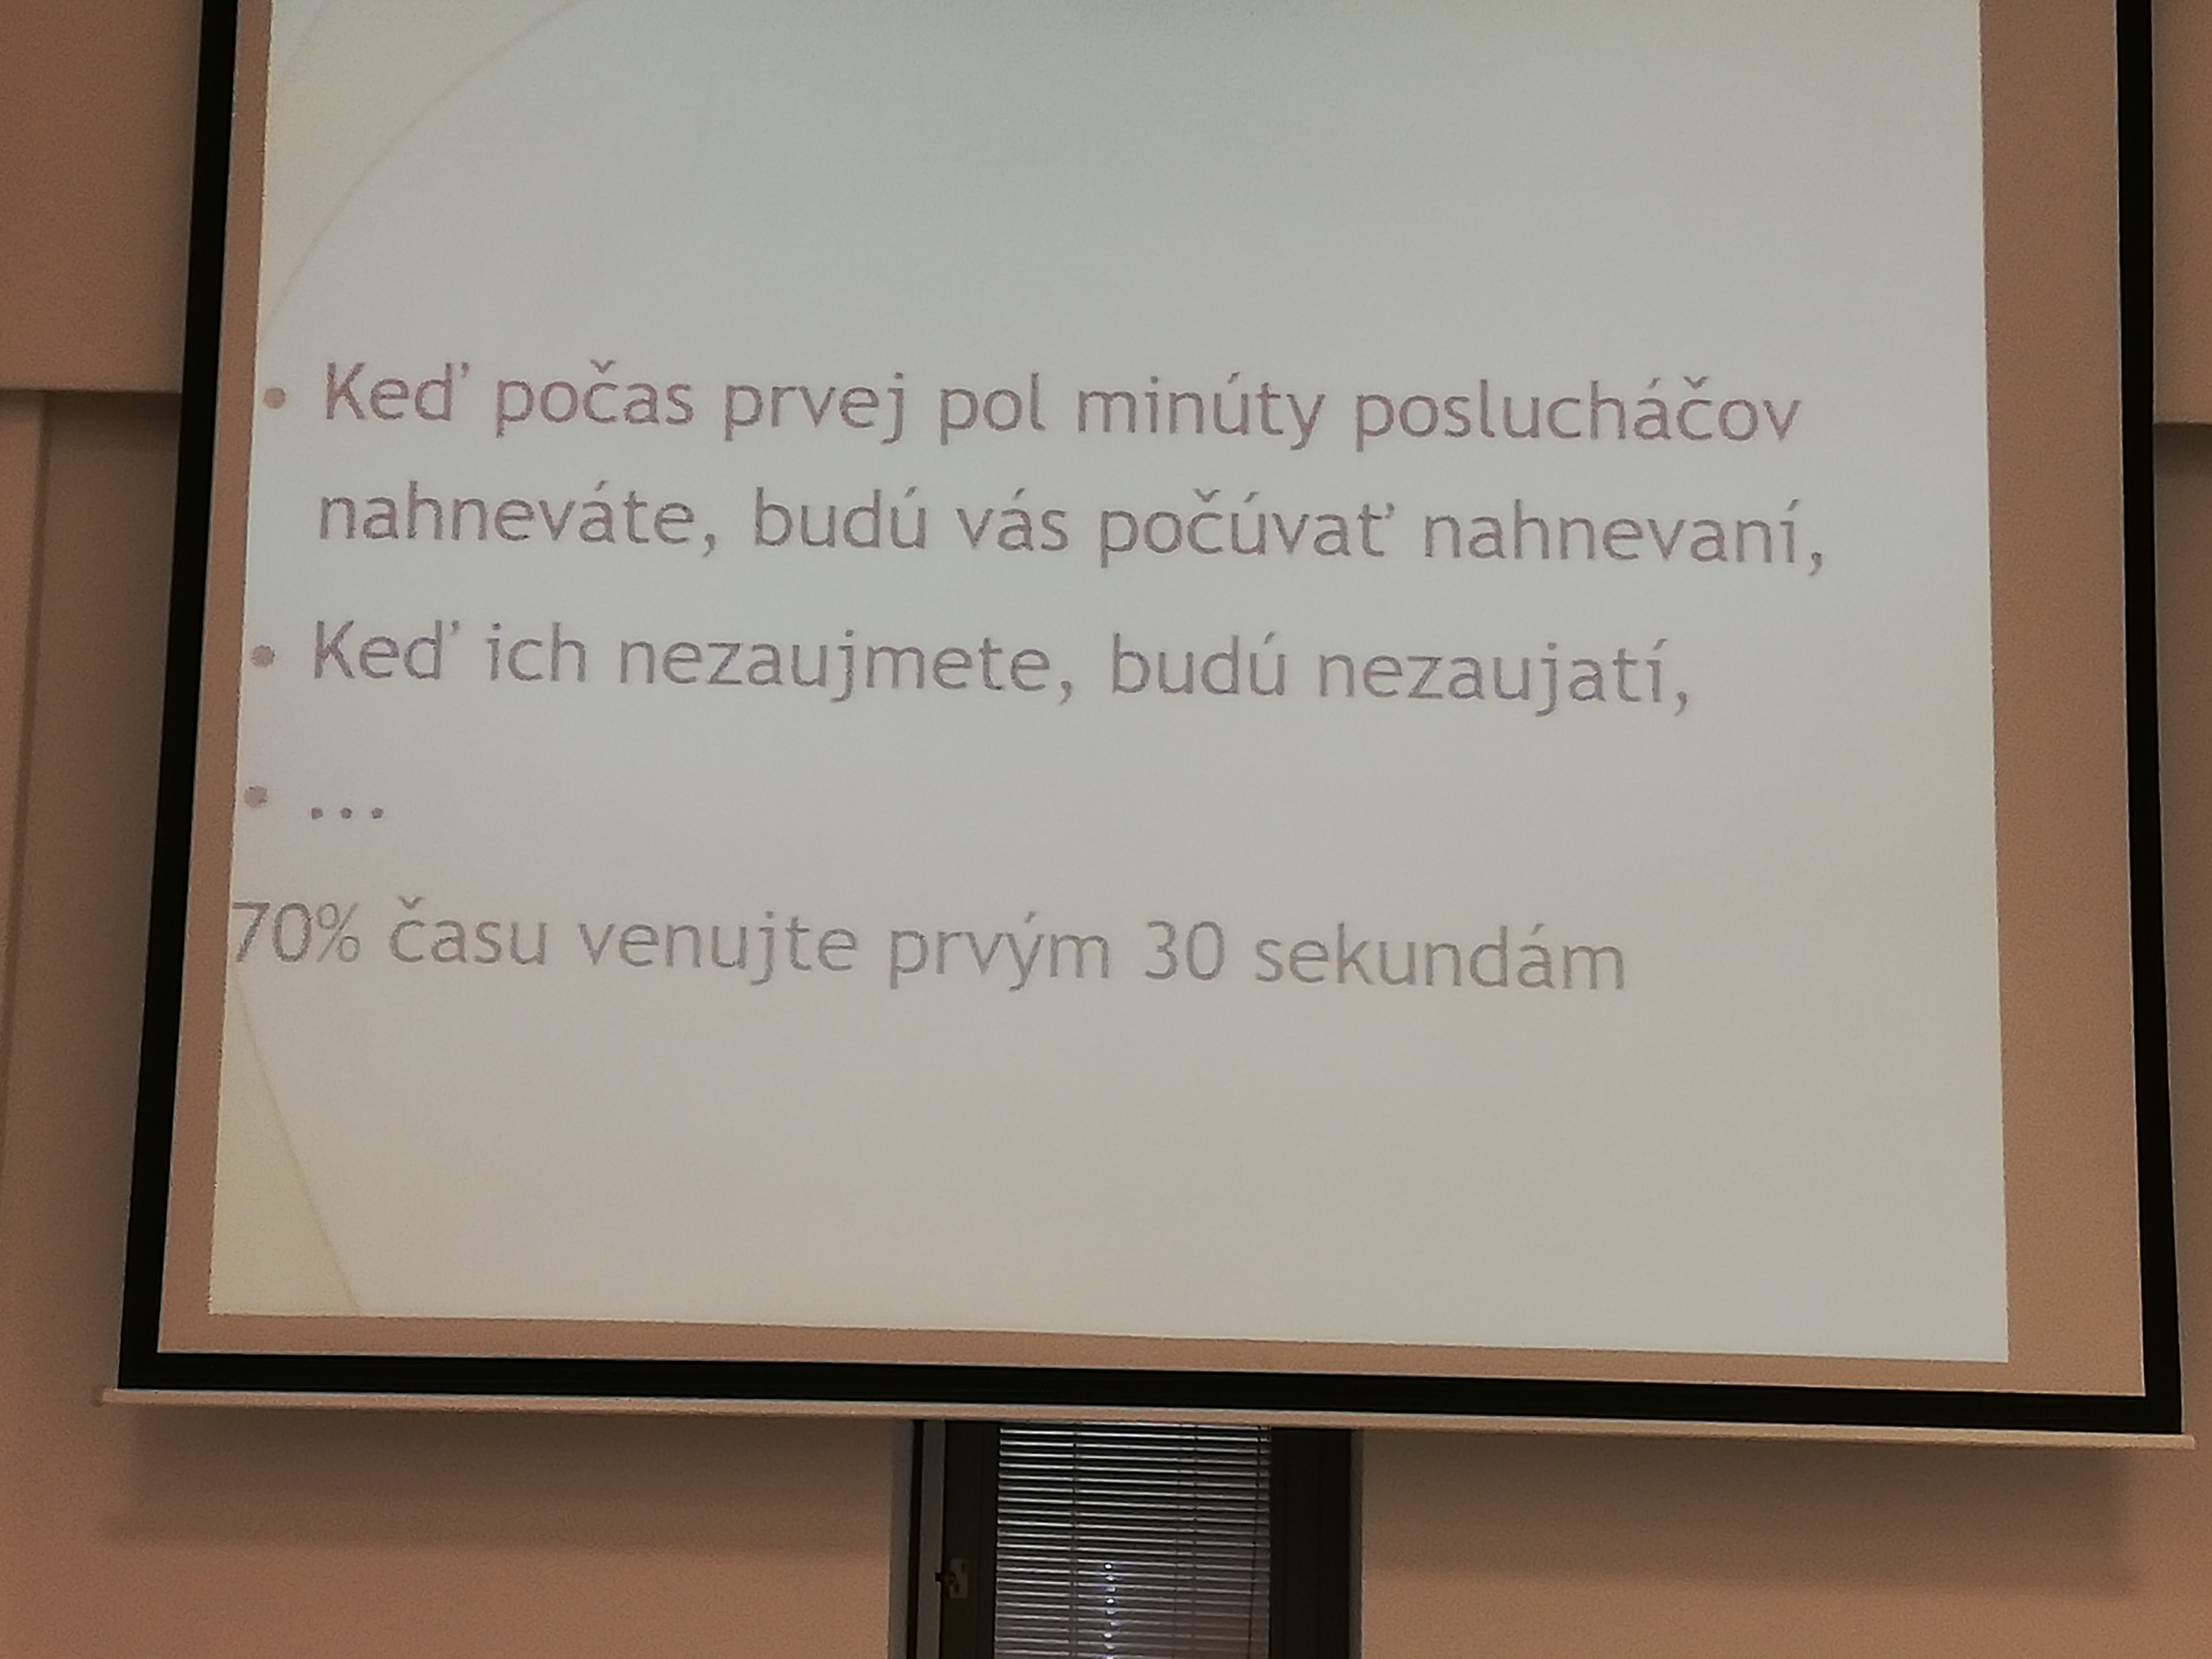 • Keď počas prvej pol minúty poslucháčov
nahneváte, budú vás počúvať nahnevaní,
• Keď ich nezaujmete, budú nezaujatí,
• ...
70% času venujte prvým 30 sekundám